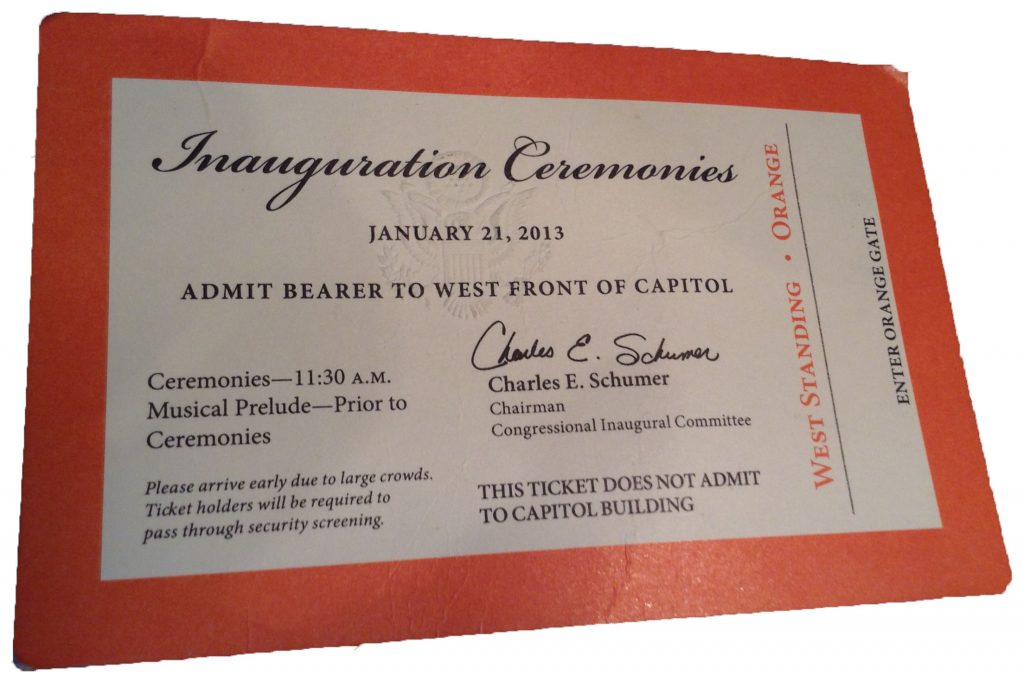 Inauguration Ceremonies
JANUARY 21, 2013
ADMIT BEARER TO WEST FRONT OF CAPITOL
Charles E. Schumer
Charles E. Schumer
Chairman
Congressional Inaugural Committee
Ceremonies—11:30 A.M.
Musical Prelude—Prior to
Ceremonies
Please arrive early due to large crowds.
Ticket holders will be required to
pass through security screening.
THIS TICKET DOES NOT ADMIT
TO CAPITOL BUILDING
WEST STANDING • ORANGE
ENTER ORANGE GATE